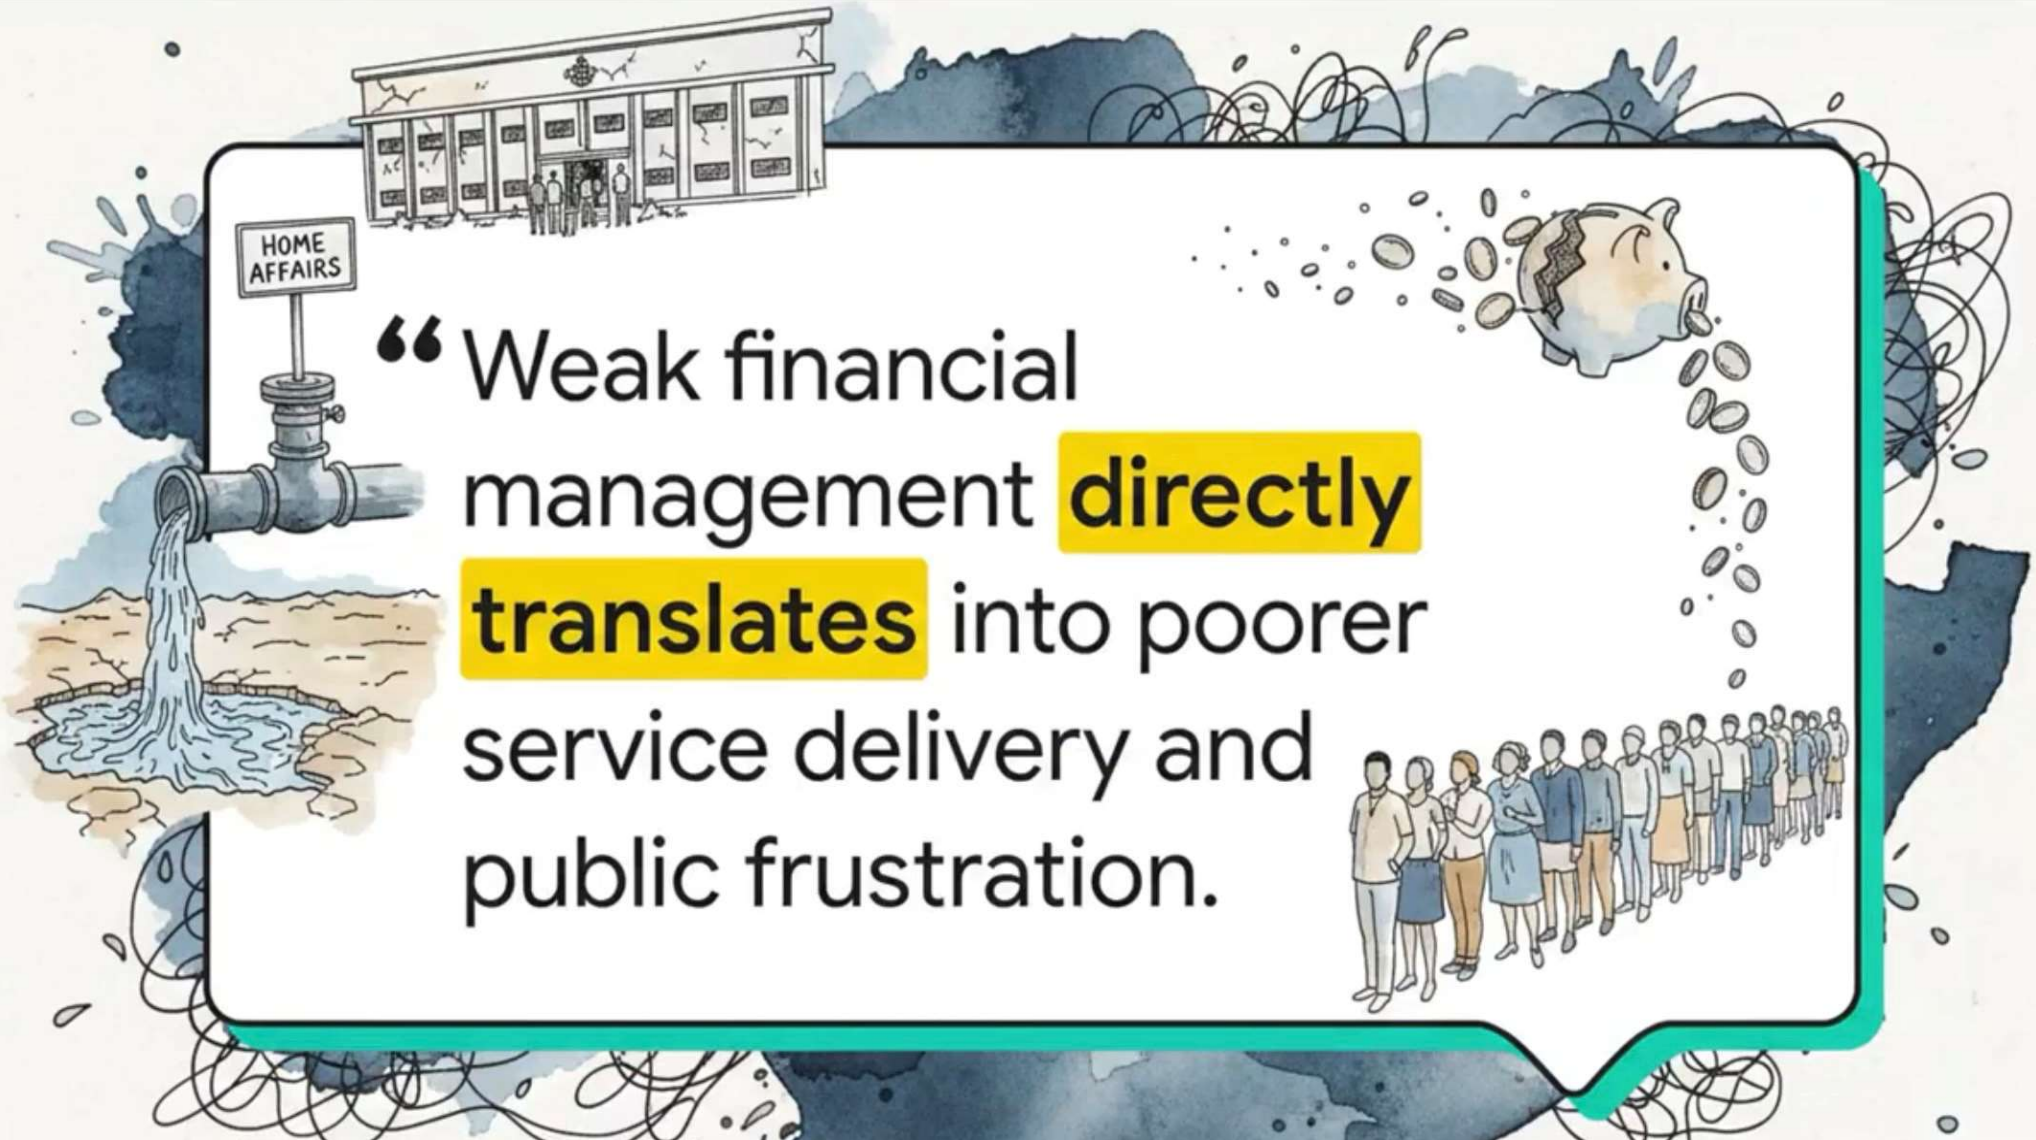 HOME
AFFAIRS
“ Weak financial
management directly
translates into poorer
service delivery and
public frustration.